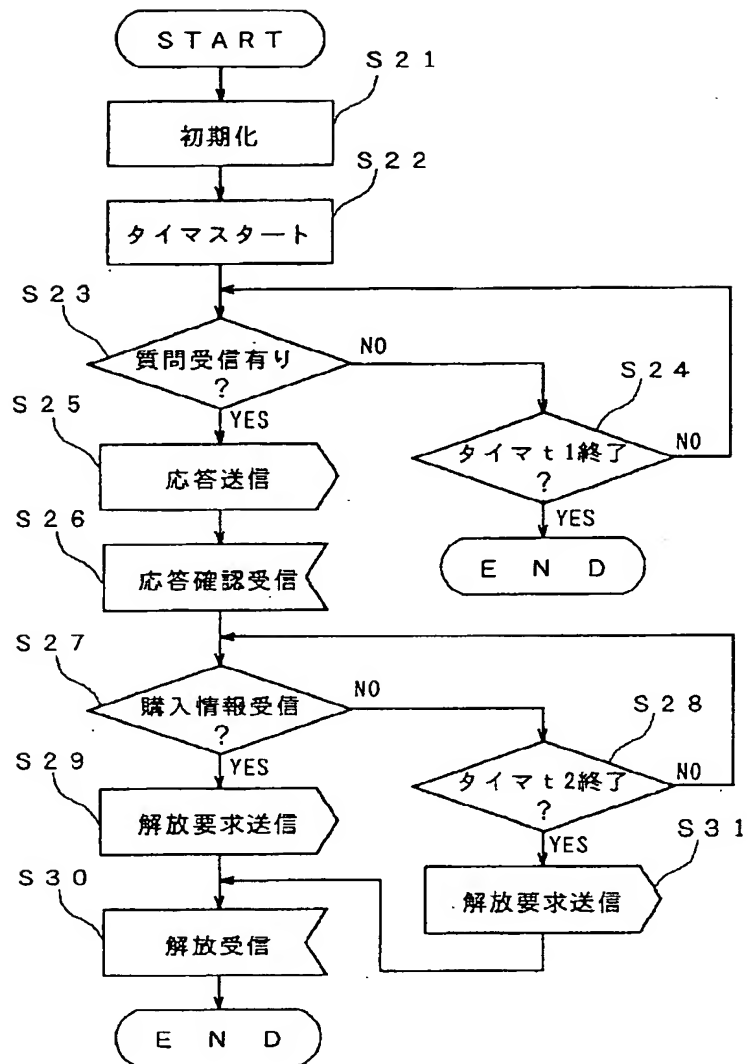 START
S21
初期化
S22
タイマスタート
S23
質問受信有り
?
NO
YES
S24
タイマt1終了
?
NO
YES
END
S25
応答送信
S26
応答確認受信
S27
購入情報受信
?
NO
YES
S28
タイマt2終了
?
NO
YES
S29
解放要求送信
S31
解放要求送信
S30
解放受信
END